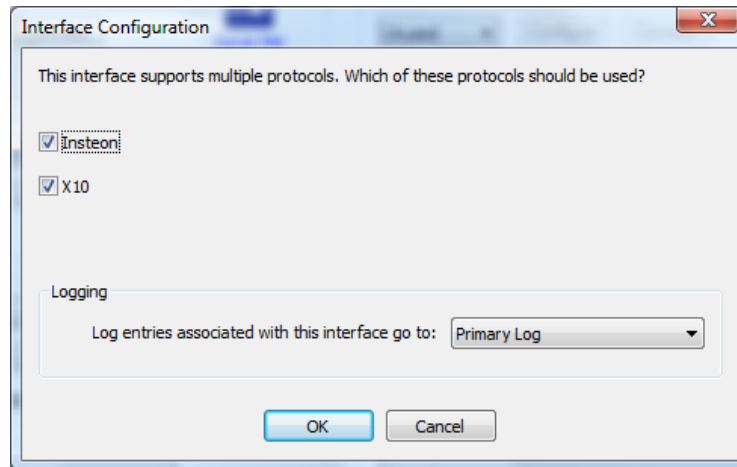 Interface Configuration
This interface supports multiple protocols. Which of these protocols should be used?
Insteon
X10
Logging
Log entries associated with this interface go to: Primary Log
OK Cancel